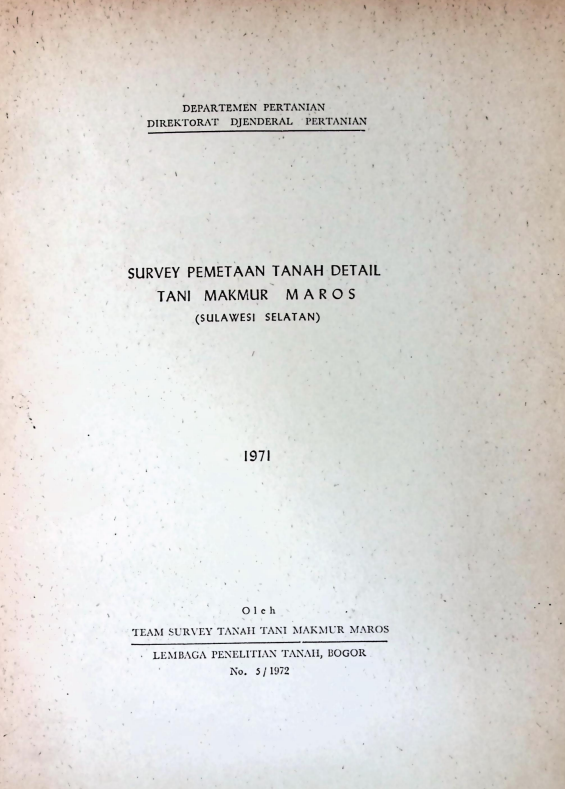 DEPARTEMEN PERTANIAN
DIREKTORAT DJENDERAL PERTANIAN
SURVEY PEMETAAN TANAH DETAIL
TANI MAKMUR MAROS
(SULAWESI SELATAN)
1971
Oleh
TEAM SURVEY TANAH TANI MAKMUR MAROS
LEMBAGA PENELITIAN TANAH, BOGOR
No. 5/1972